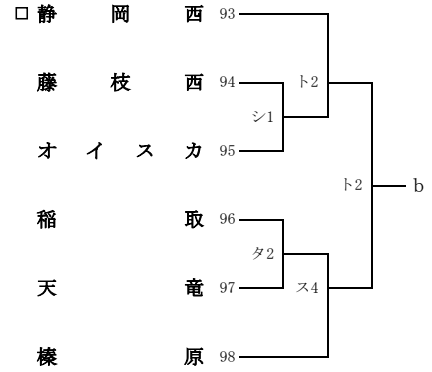 □ 静岡西 93
ト2
藤枝西 94
シ1
オイスカ 95
ト2 b
稲取 96
タ2
天竜 97 ス4
榛原 98